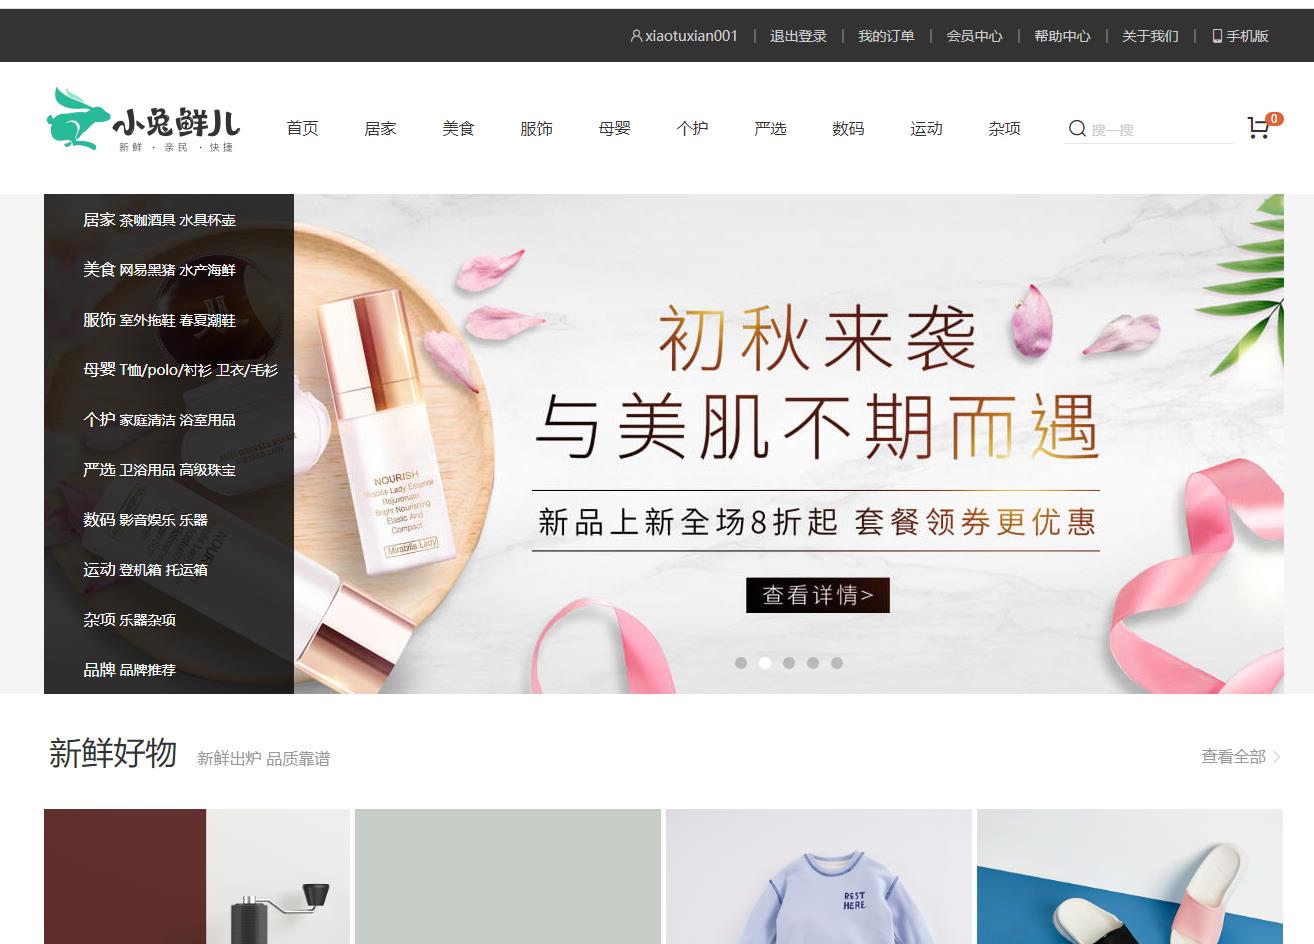 xiaotuxian001 | 退出登录 | 我的订单 | 会员中心 | 帮助中心 | 关于我们 | 手机版
小兔鲜儿
新鲜 · 亲民 · 快捷
首页 居家 美食 服饰 母婴 个护 严选 数码 运动 杂项 搜一搜 0
居家 茶咖酒具 水具杯壶
美食 网易黑猪 水产海鲜
服饰 室外拖鞋 春夏潮鞋
母婴 T恤/polo/衬衫 卫衣/毛衫
个护 家庭清洁 浴室用品
严选 卫浴用品 高级珠宝
数码 影音娱乐 乐器
运动 登机箱 托运箱
杂项 乐器杂项
品牌 品牌推荐
NOURISH
Mirabilis Lady Essence
Rejuvenate
Bright Nourishing
Elastic And
Compact
Mirabilis Lady
初秋来袭
与美肌不期而遇
新品上新全场8折起 套餐领券更优惠
查看详情>
新鲜好物 新鲜出炉 品质靠谱 查看全部
REST
HERE